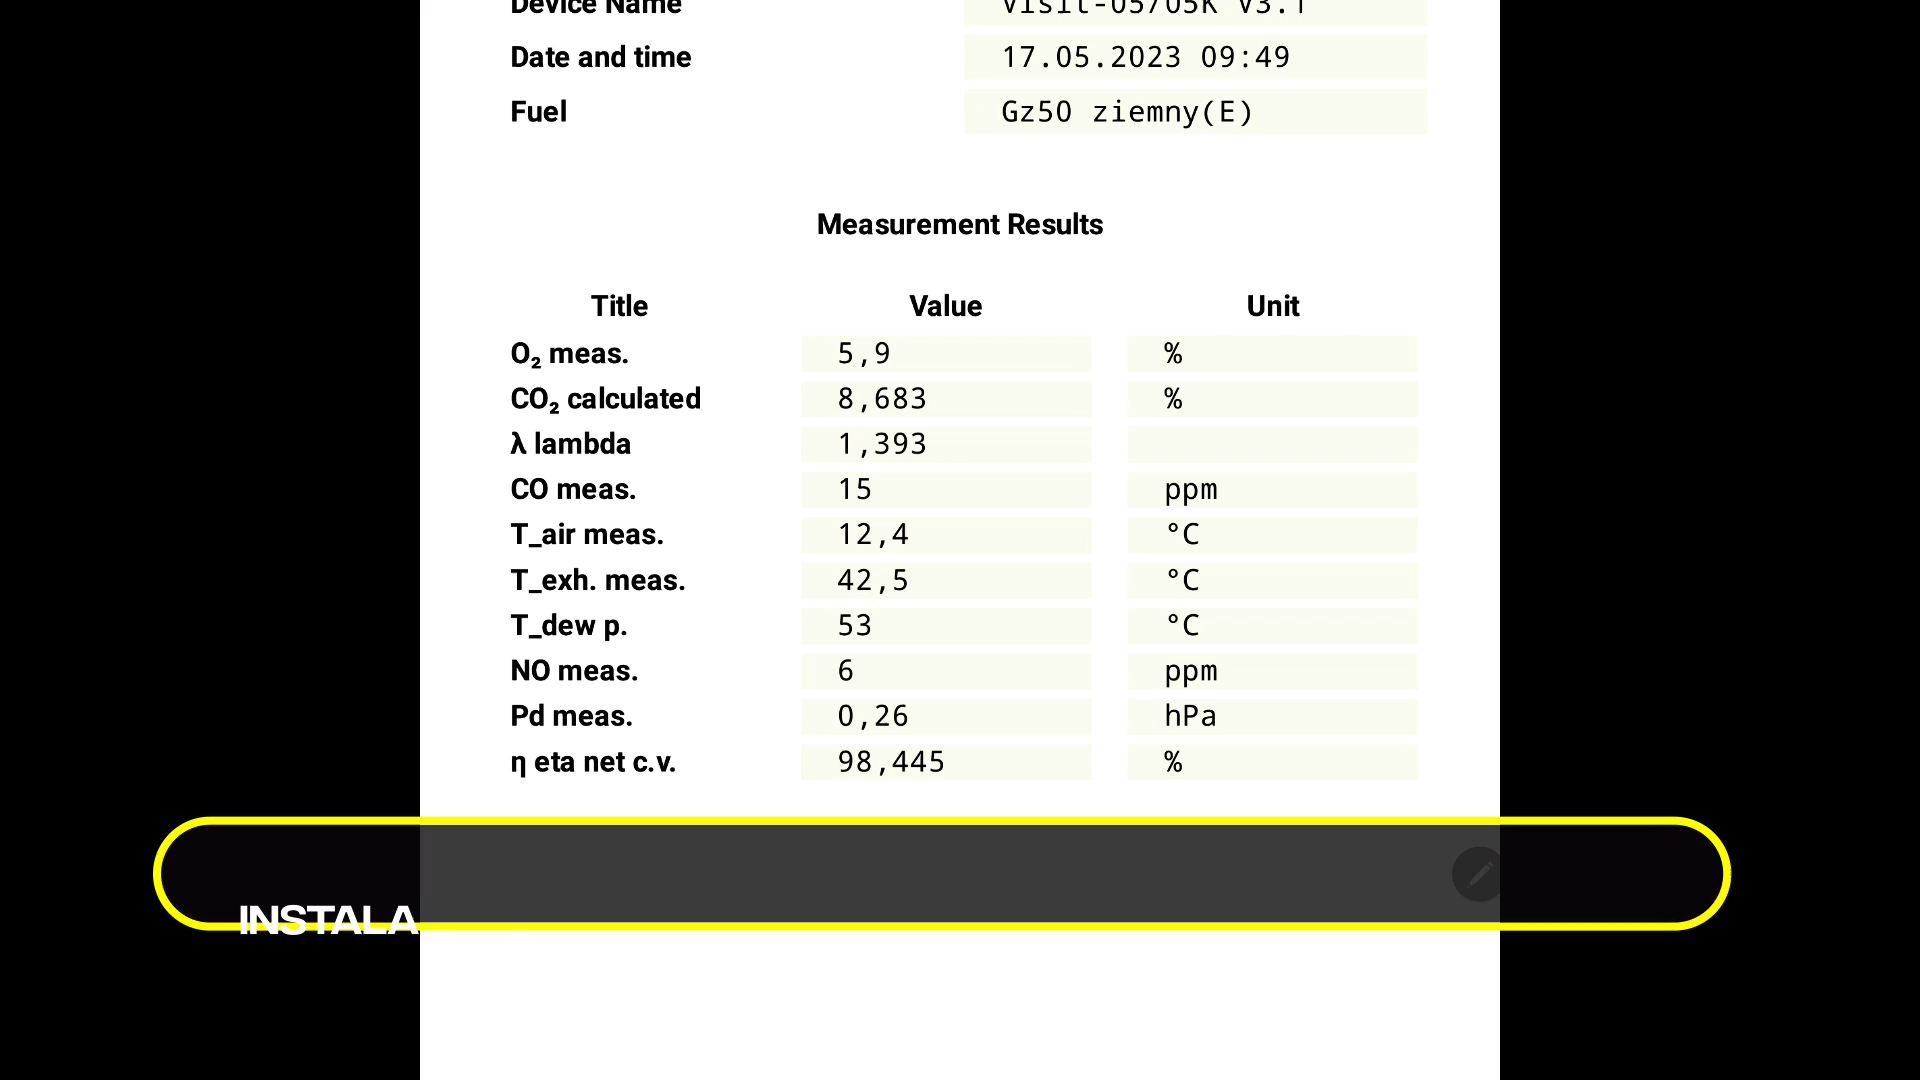 Device Name
Date and time 17.05.2023 09:49
Fuel Gz50 ziemny(E)
Measurement Results
Title Value Unit
O₂ meas. 5,9 %
CO₂ calculated 8,683 %
λ lambda 1,393
CO meas. 15 ppm
T_air meas. 12,4 °C
T_exh. meas. 42,5 °C
T_dew p. 53 °C
NO meas. 6 ppm
Pd meas. 0,26 hPa
η eta net c.v. 98,445 %
INSTALA